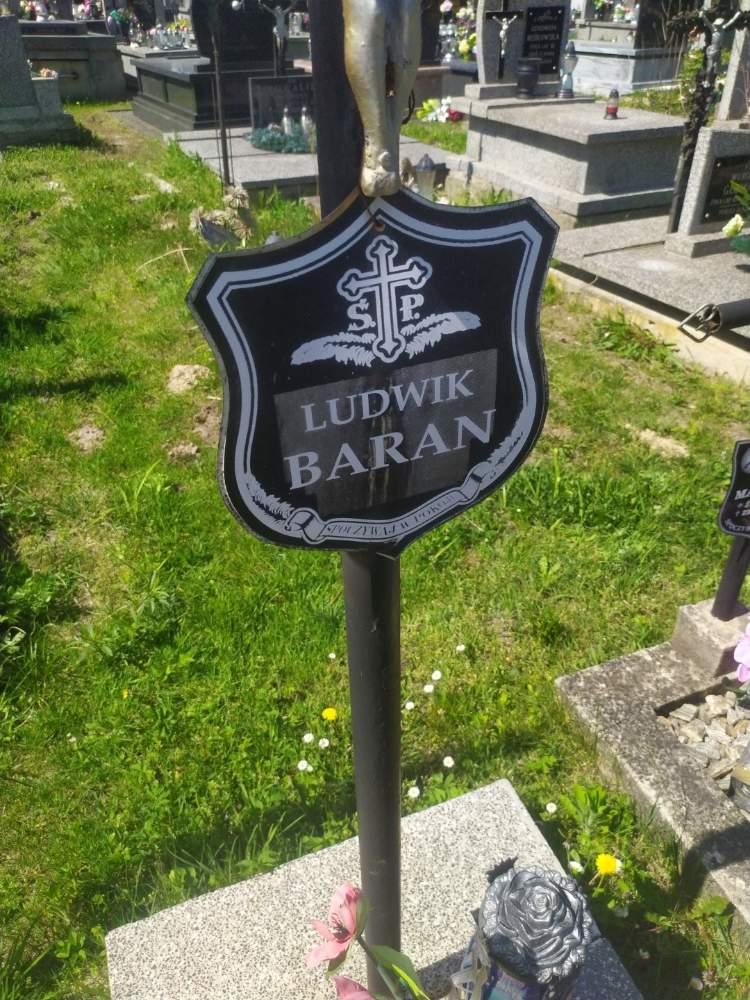 Ś. P.
LUDWIK
BARAN
SPOCZYWAJ W POKOJU